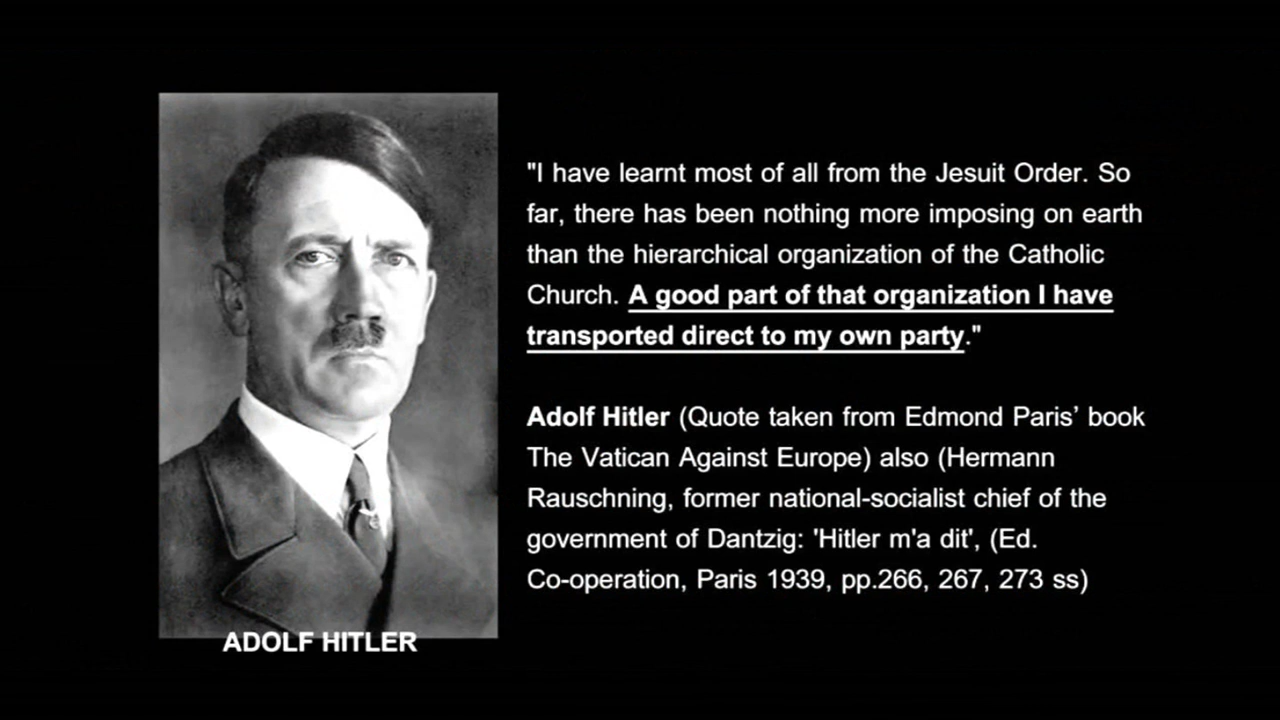 "I have learnt most of all from the Jesuit Order. So
far, there has been nothing more imposing on earth
than the hierarchical organization of the Catholic
Church. A good part of that organization I have
transported direct to my own party."
Adolf Hitler (Quote taken from Edmond Paris’ book
The Vatican Against Europe) also (Hermann
Rauschning, former national-socialist chief of the
government of Dantzig: 'Hitler m'a dit', (Ed.
Co-operation, Paris 1939, pp.266, 267, 273 ss)
ADOLF HITLER